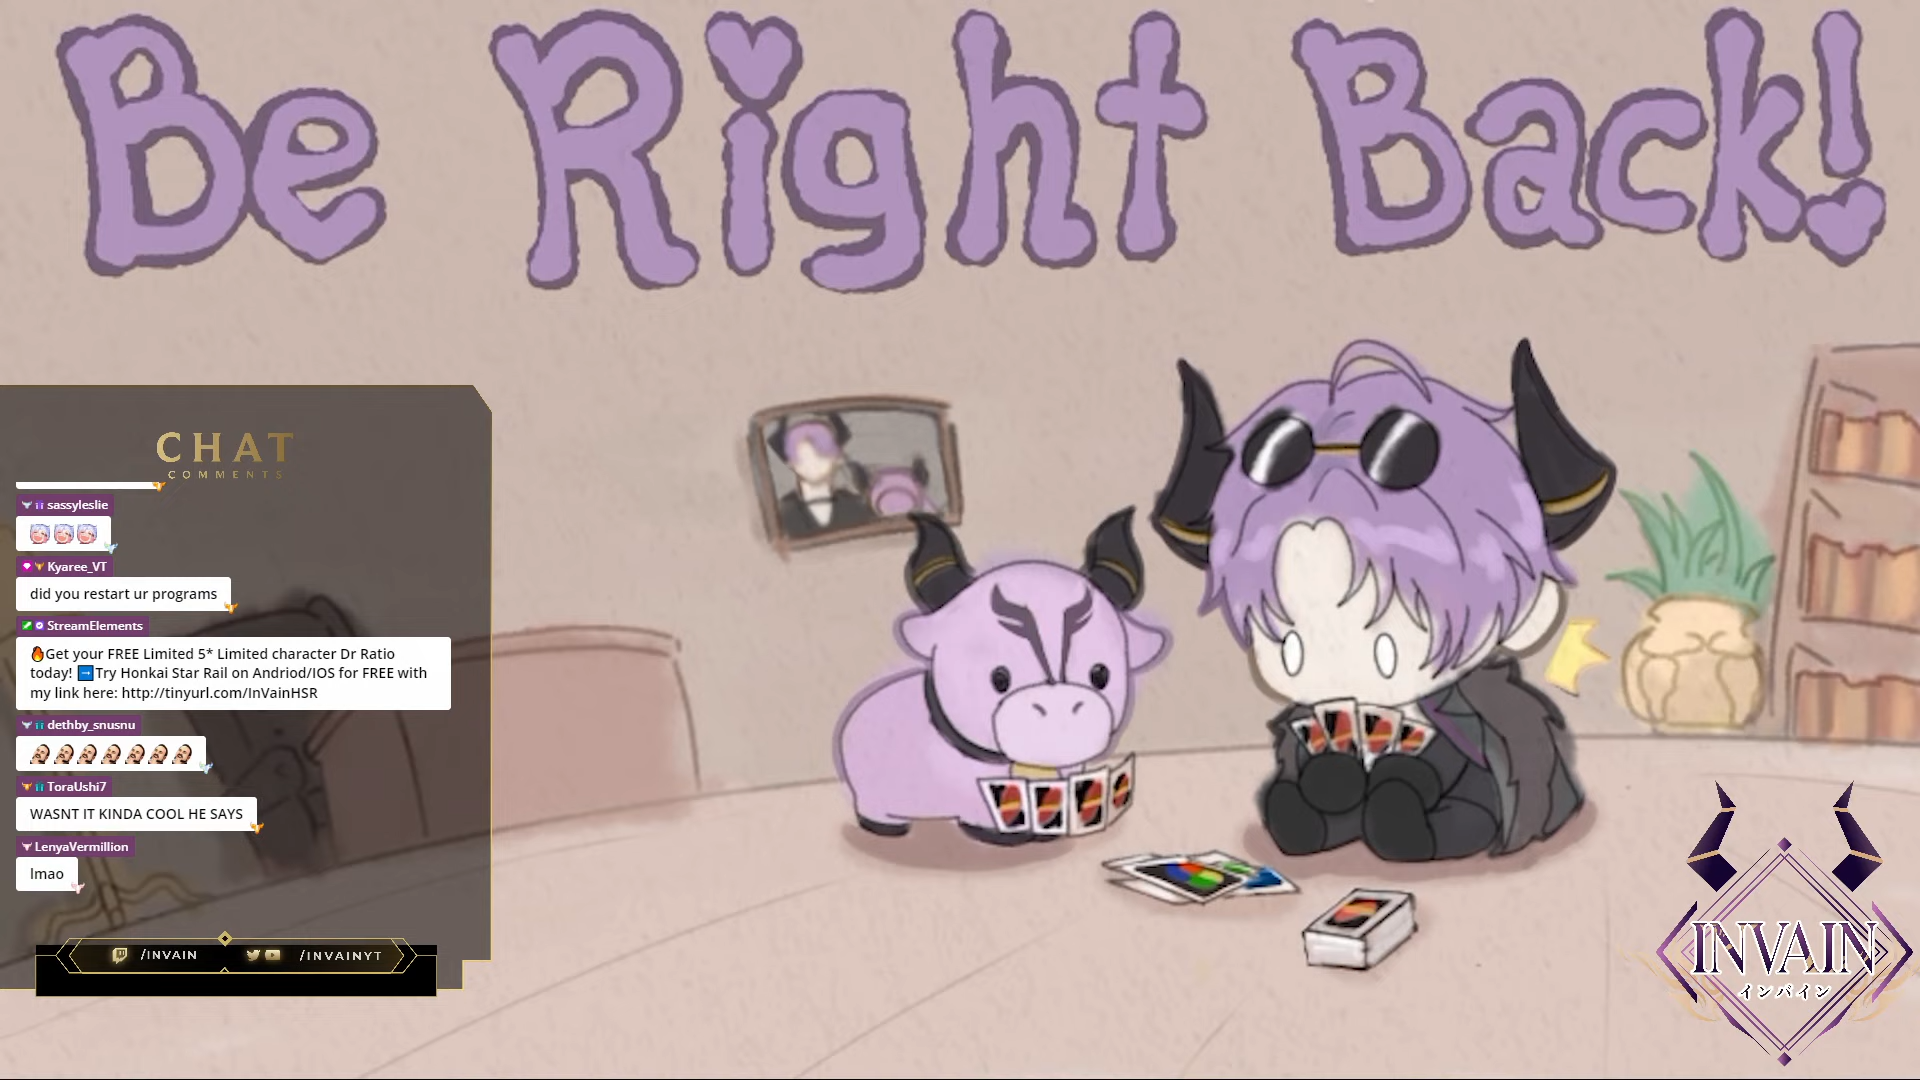 Be Right Back!
CHAT
COMMENTS
sassyleslie
Kyaree_VT
did you restart ur programs
StreamElements
🔥Get your FREE Limited 5* Limited character Dr Ratio
today! ➡️Try Honkai Star Rail on Andriod/IOS for FREE with
my link here: http://tinyurl.com/InVainHSR
dethby_snusnu
ToraUshi7
WASNT IT KINDA COOL HE SAYS
LenyaVermillion
lmao
/INVAIN
/INVAINYT
INVAIN
インバイン